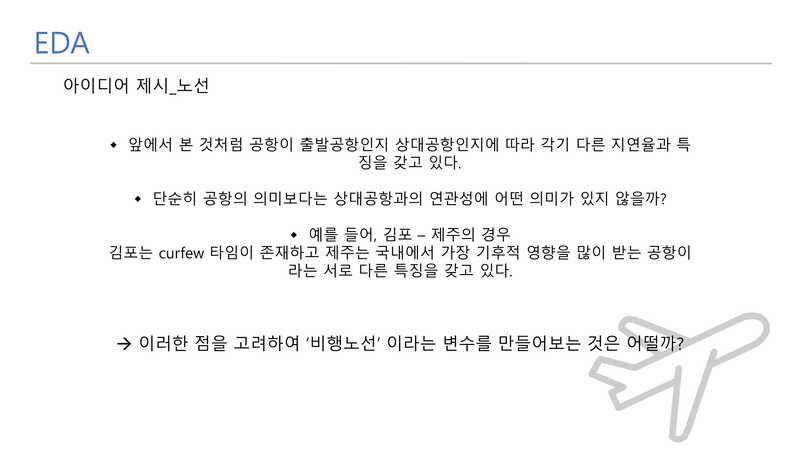 EDA
아이디어 제시_노선
◆ 앞에서 본 것처럼 공항이 출발공항인지 상대공항인지에 따라 각기 다른 지연율과 특
징을 갖고 있다.
◆ 단순히 공항의 의미보다는 상대공항과의 연관성에 어떤 의미가 있지 않을까?
◆ 예를 들어, 김포 – 제주의 경우
김포는 curfew 타임이 존재하고 제주는 국내에서 가장 기후적 영향을 많이 받는 공항이
라는 서로 다른 특징을 갖고 있다.
→ 이러한 점을 고려하여 ‘비행노선’ 이라는 변수를 만들어보는 것은 어떨까?